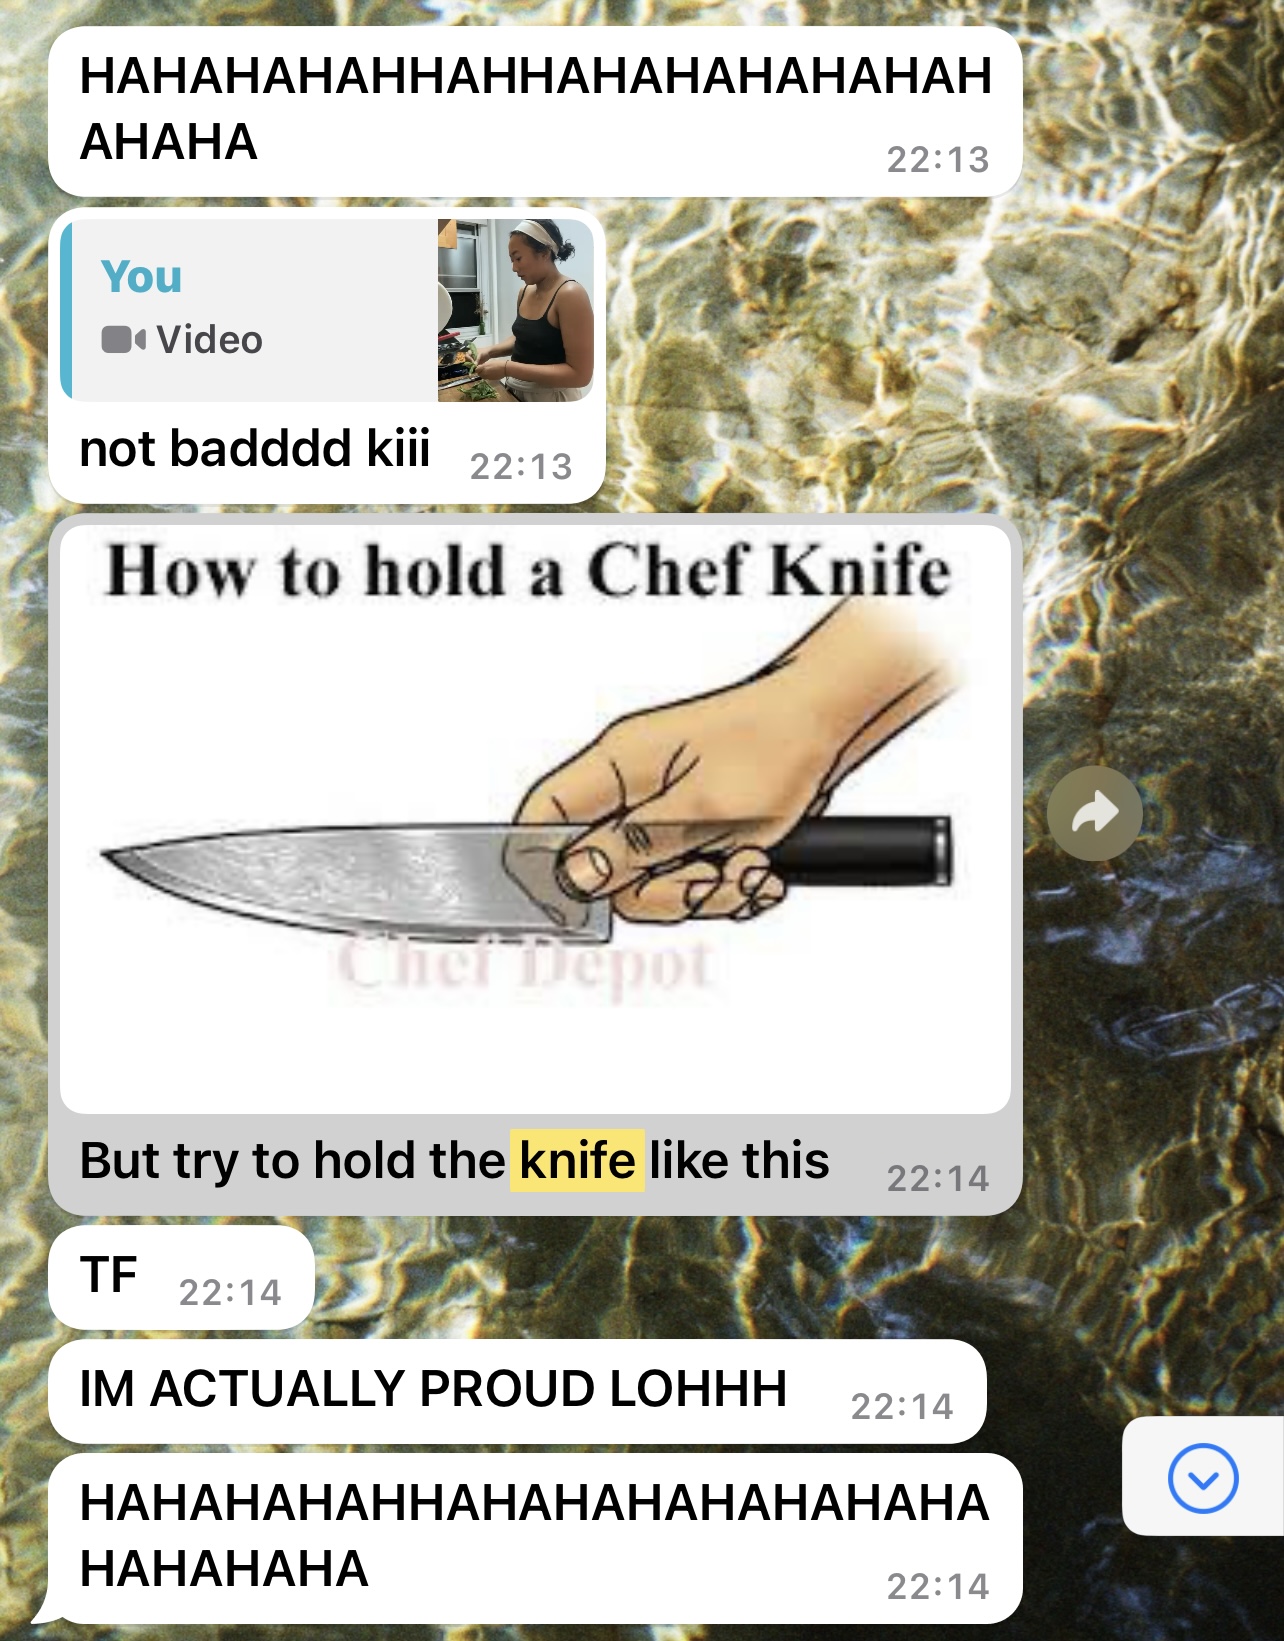 HAHAHAHAHHAHHAHAHAHAHAHAHAH
AHAHA
22:13
You
Video
not badddd kiii
22:13
How to hold a Chef Knife
Chef Depot
But try to hold the knife like this
22:14
TF
22:14
IM ACTUALLY PROUD LOHHH
22:14
HAHAHAHAHHAHAHAHAHAHAHAHAHA
HAHAHAHA
22:14